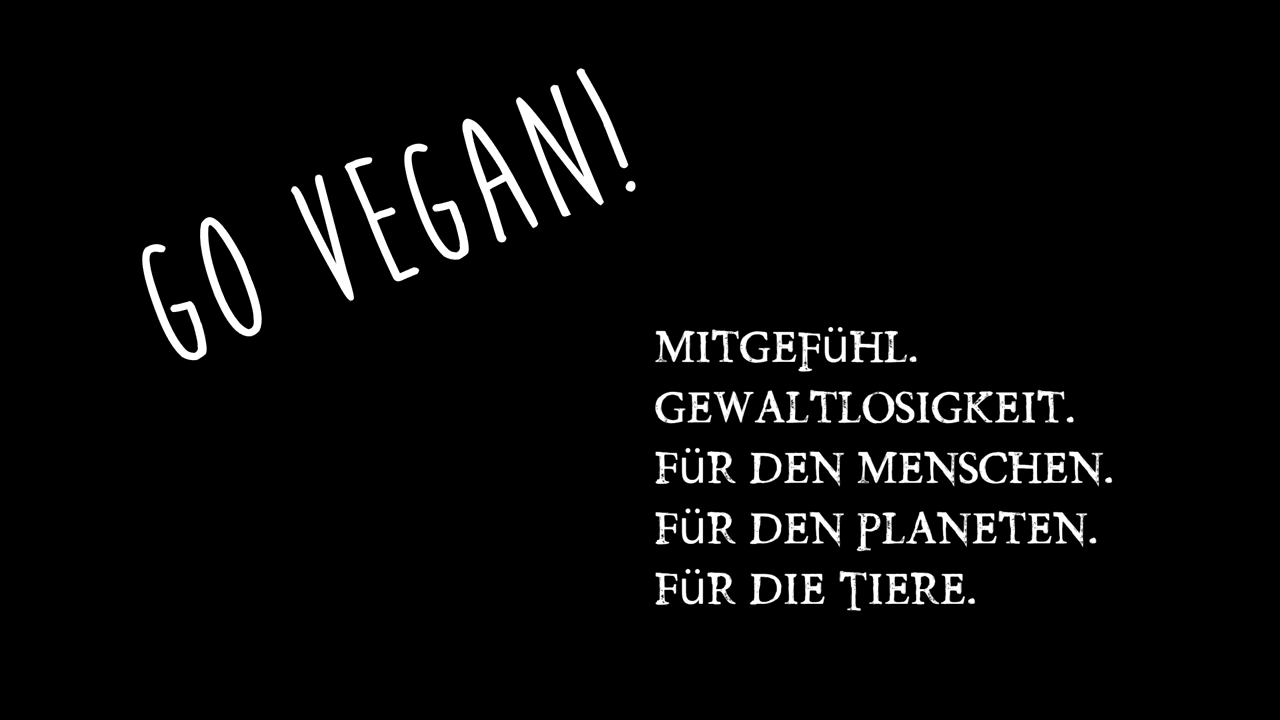 GO VEGAN!
MITGEFüHL.
GEWALTLOSIGKEIT.
FüR DEN MENSCHEN.
FüR DEN PLANETEN.
FüR DIE TIERE.